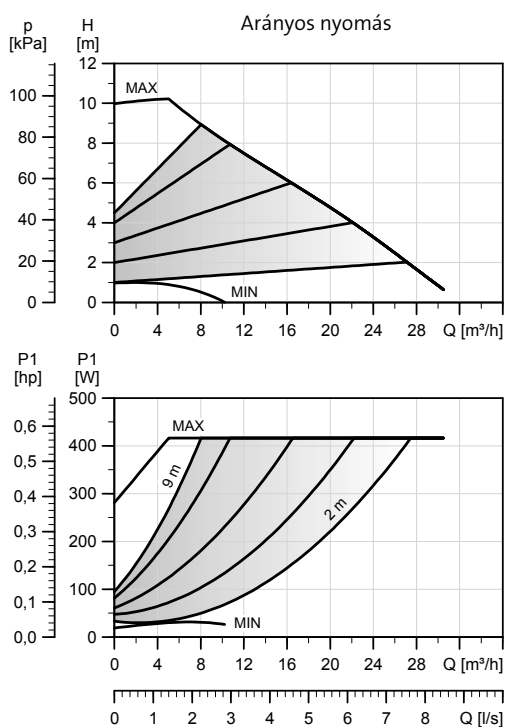 Arányos nyomás
p
[kPa]
H
[m]
12
100
10
MAX
80
8
60
6
40
4
20
2
MIN
0
0
0 4 8 12 16 20 24 28 Q [m³/h]
P1
[hp]
P1
[W]
500
0,6
MAX
400
0,5
9 m
0,4
300
0,3
2 m
200
0,2
100
0,1
MIN
0,0
0
0 4 8 12 16 20 24 28 Q [m³/h]
0 1 2 3 4 5 6 7 8 Q [l/s]